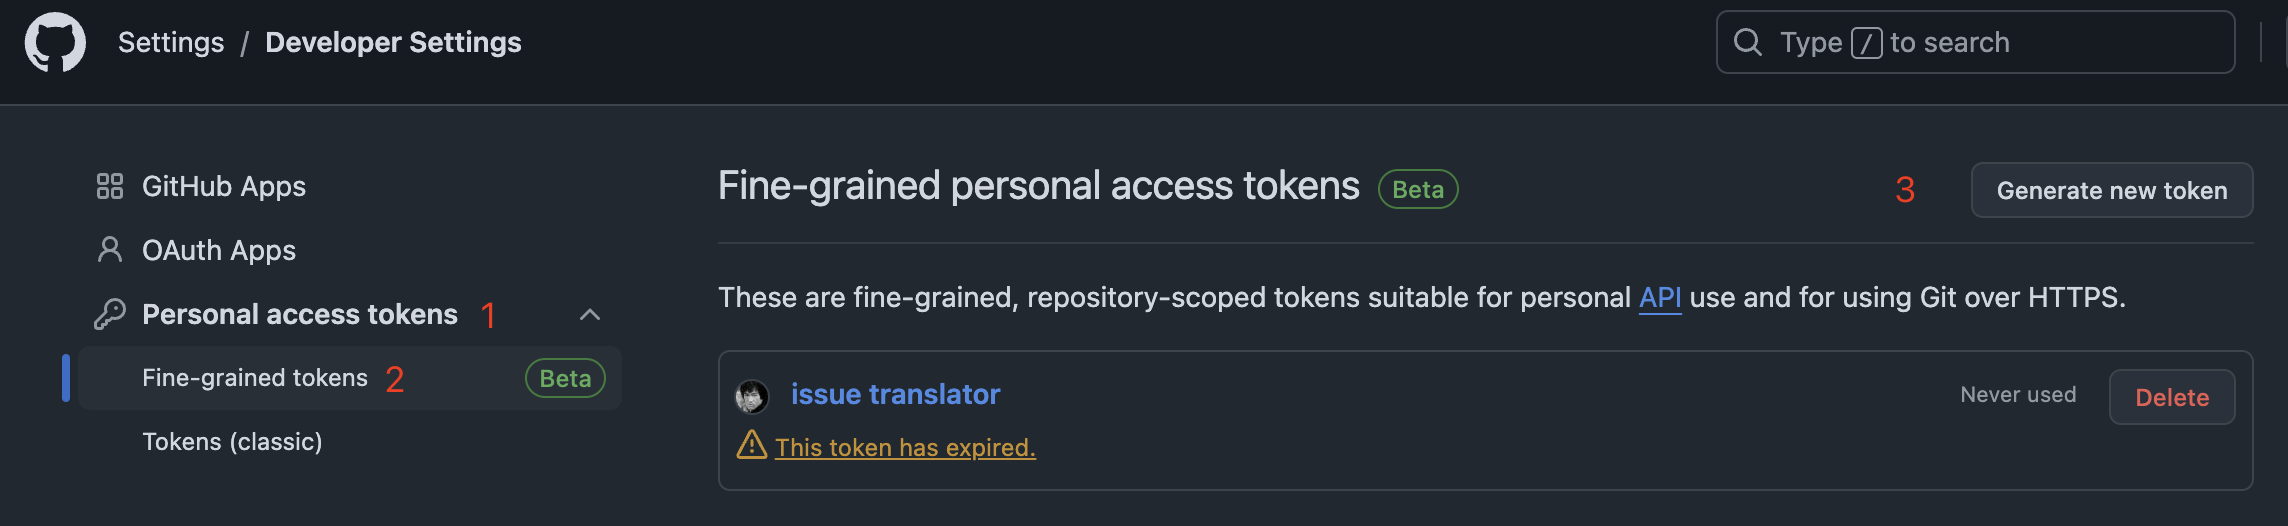 Settings / Developer Settings
Type / to search
GitHub Apps
OAuth Apps
Personal access tokens 1
Fine-grained tokens 2 Beta
Tokens (classic)
Fine-grained personal access tokens Beta
3 Generate new token
These are fine-grained, repository-scoped tokens suitable for personal API use and for using Git over HTTPS.
issue translator
Never used
Delete
This token has expired.